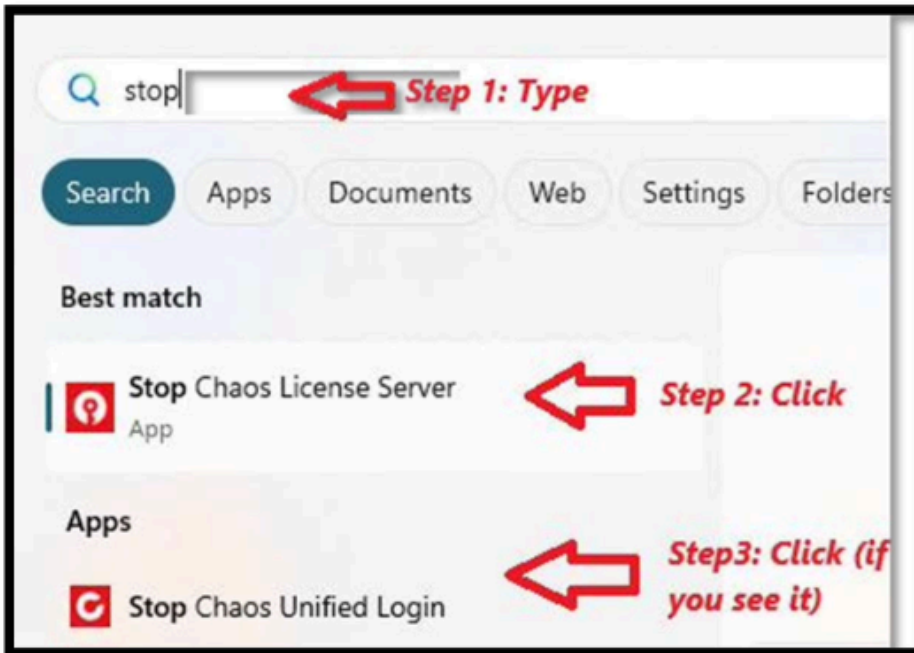 stop Step 1: Type
Search Apps Documents Web Settings Folders
Best match
Stop Chaos License Server
App
Step 2: Click
Apps
Step3: Click (if
you see it)
Stop Chaos Unified Login